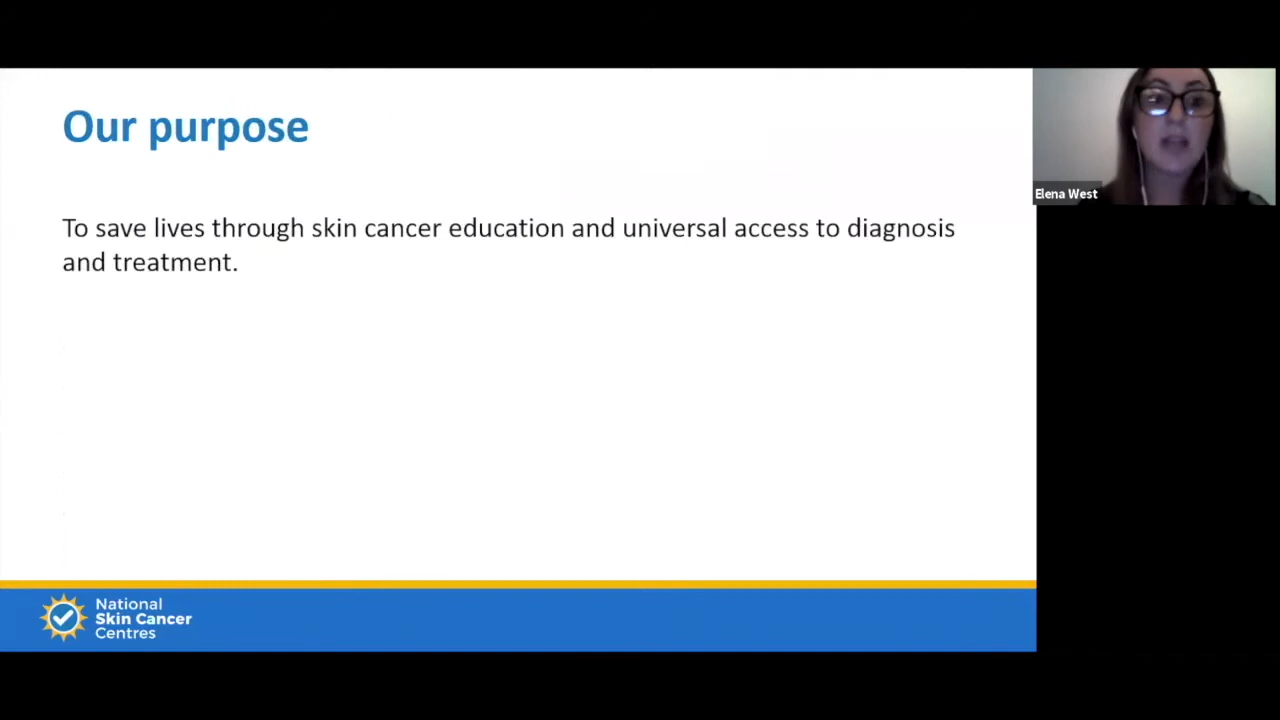 Our purpose
To save lives through skin cancer education and universal access to diagnosis
and treatment.
Elena West
National
Skin Cancer
Centres